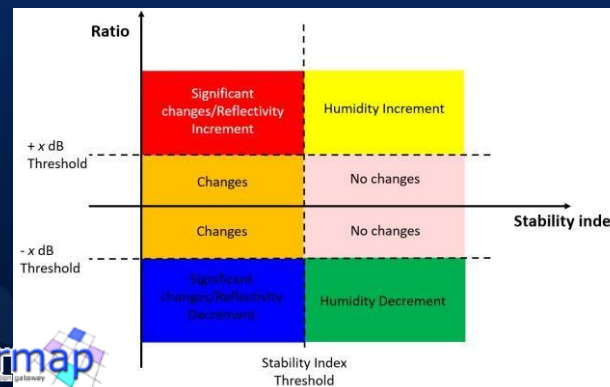 Ratio
Significant
changes/Reflectivity
Increment
Humidity Increment
+ x dB
Threshold
Changes
No changes
Stability inde
Changes
No changes
- x dB
Threshold
Significant
changes/Reflectivity
Decrement
Humidity Decrement
rmap
Stability Index
Threshold